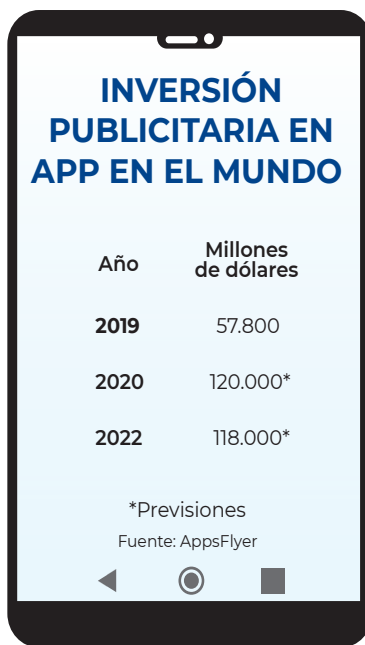 INVERSIÓN
PUBLICITARIA EN
APP EN EL MUNDO
Año
Millones
de dólares
2019 57.800
2020 120.000*
2022 118.000*
*Previsiones
Fuente: AppsFlyer